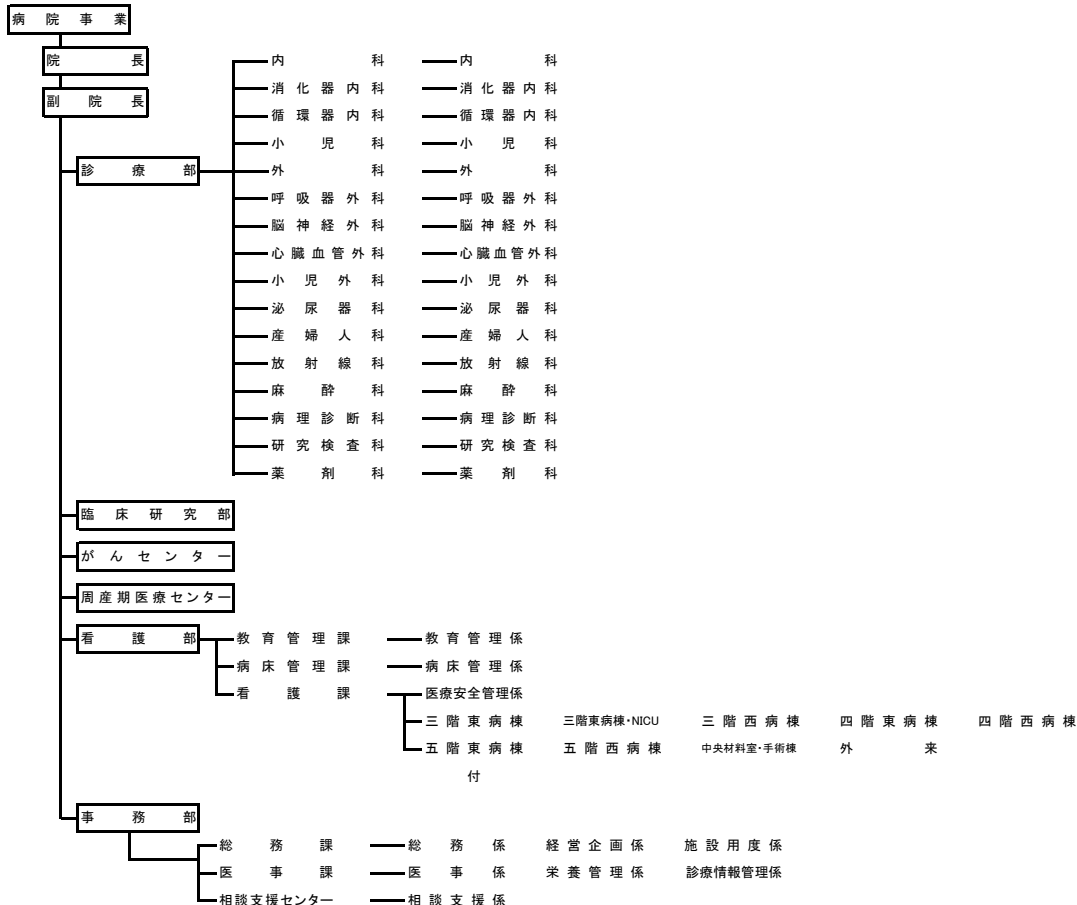 病院事業
院長
副院長
内科 内科
消化器内科 消化器内科
循環器内科 循環器内科
小児科 小児科
診療部 外科 外科
呼吸器外科 呼吸器外科
脳神経外科 脳神経外科
心臓血管外科 心臓血管外科
小児外科 小児外科
泌尿器科 泌尿器科
産婦人科 産婦人科
放射線科 放射線科
麻酔科 麻酔科
病理診断科 病理診断科
研究検査科 研究検査科
薬剤科 薬剤科
臨床研究部
がんセンター
周産期医療センター
看護部 教育管理課 教育管理係
病床管理課 病床管理係
看護課 医療安全管理係
三階東病棟 三階東病棟・NICU 三階西病棟 四階東病棟 四階西病棟
五階東病棟 五階西病棟 中央材料室・手術棟 外来
付
事務部
総務課 総務係 経営企画係 施設用度係
医事課 医事係 栄養管理係 診療情報管理係
相談支援センター 相談支援係